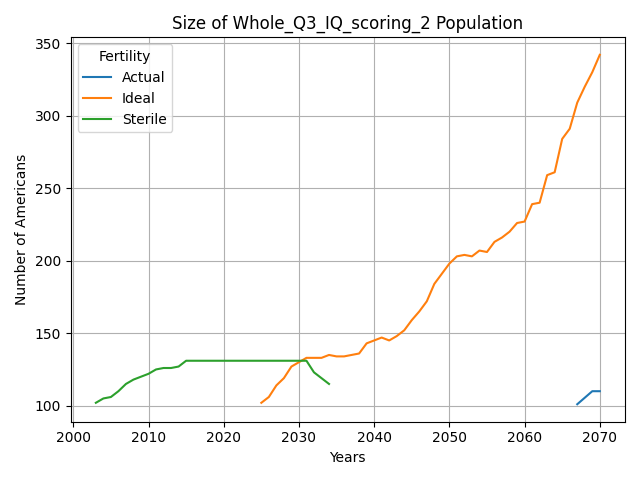 Size of Whole_Q3_IQ_scoring_2 Population
Fertility
Actual
Ideal
Sterile
Number of Americans
350
300
250
200
150
100
2000 2010 2020 2030 2040 2050 2060 2070
Years